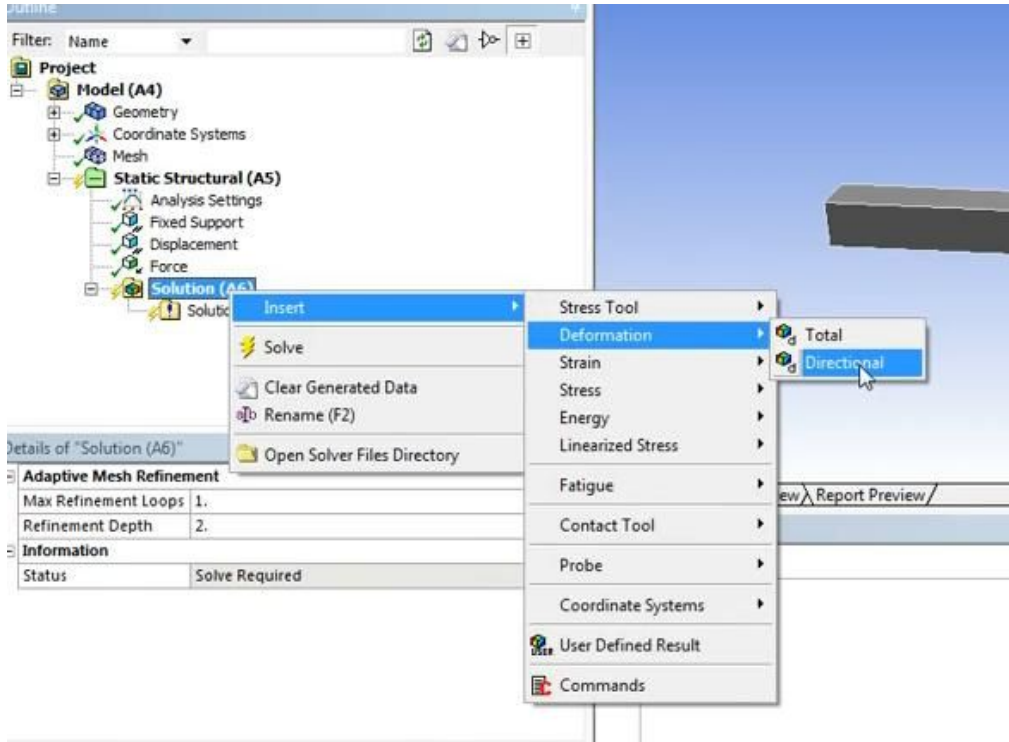 Outline
Filter: Name
Project
Model (A4)
Geometry
Coordinate Systems
Mesh
Static Structural (A5)
Analysis Settings
Fixed Support
Displacement
Force
Solution (A6)
Solutio
Insert
Solve
Clear Generated Data
Rename (F2)
Open Solver Files Directory
Stress Tool
Deformation
Strain
Stress
Energy
Linearized Stress
Fatigue
Contact Tool
Probe
Coordinate Systems
User Defined Result
Commands
Total
Directional
Details of "Solution (A6)"
Adaptive Mesh Refinement
Max Refinement Loops 1.
Refinement Depth 2.
Information
Status Solve Required
ew Report Preview